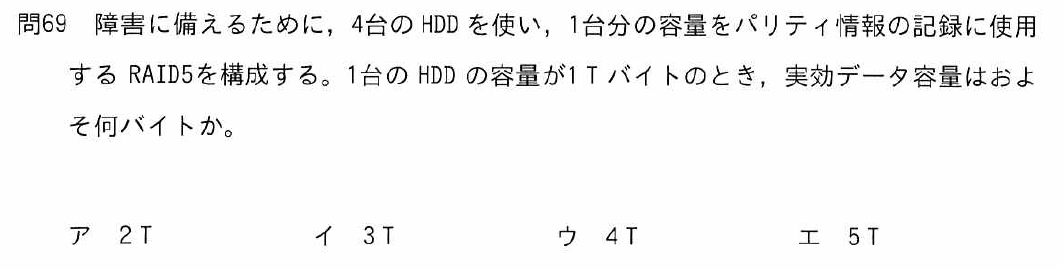 問69 障害に備えるために，4台の HDD を使い，1台分の容量をパリティ情報の記録に使用
する RAID5を構成する。1台の HDD の容量が1 T バイトのとき，実効データ容量はおよ
そ何バイトか。
ア 2T イ 3T ウ 4T エ 5T